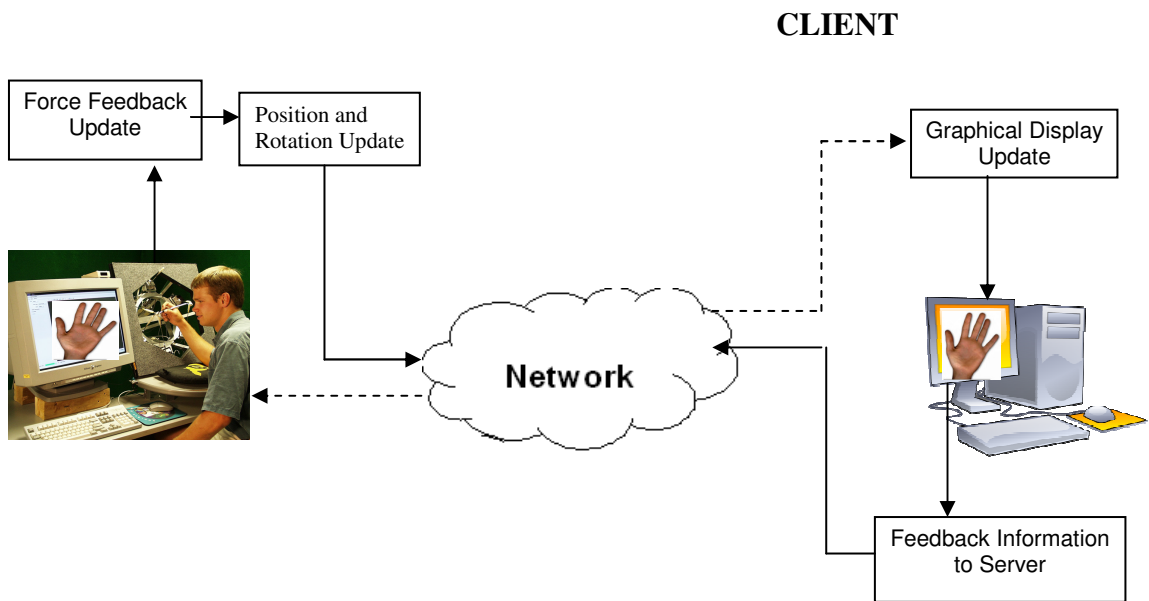 CLIENT
Force Feedback
Update
Position and
Rotation Update
Graphical Display
Update
Network
Feedback Information
to Server